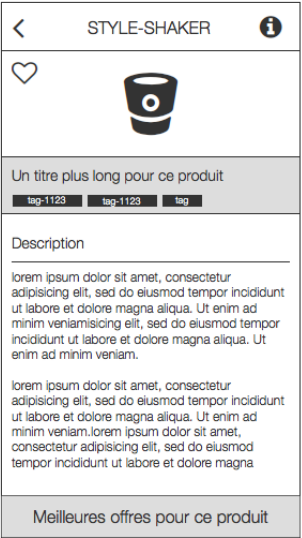 STYLE-SHAKER
Un titre plus long pour ce produit
tag-1123 tag-1123 tag
Description
lorem ipsum dolor sit amet, consectetur
adipisicing elit, sed do eiusmod tempor incididunt
ut labore et dolore magna aliqua. Ut enim ad
minim veniamisicing elit, sed do eiusmod tempor
incididunt ut labore et dolore magna aliqua. Ut
enim ad minim veniam.
lorem ipsum dolor sit amet, consectetur
adipisicing elit, sed do eiusmod tempor incididunt
ut labore et dolore magna aliqua. Ut enim ad
minim veniam.lorem ipsum dolor sit amet,
consectetur adipisicing elit, sed do eiusmod
tempor incididunt ut labore et dolore magna
Meilleures offres pour ce produit